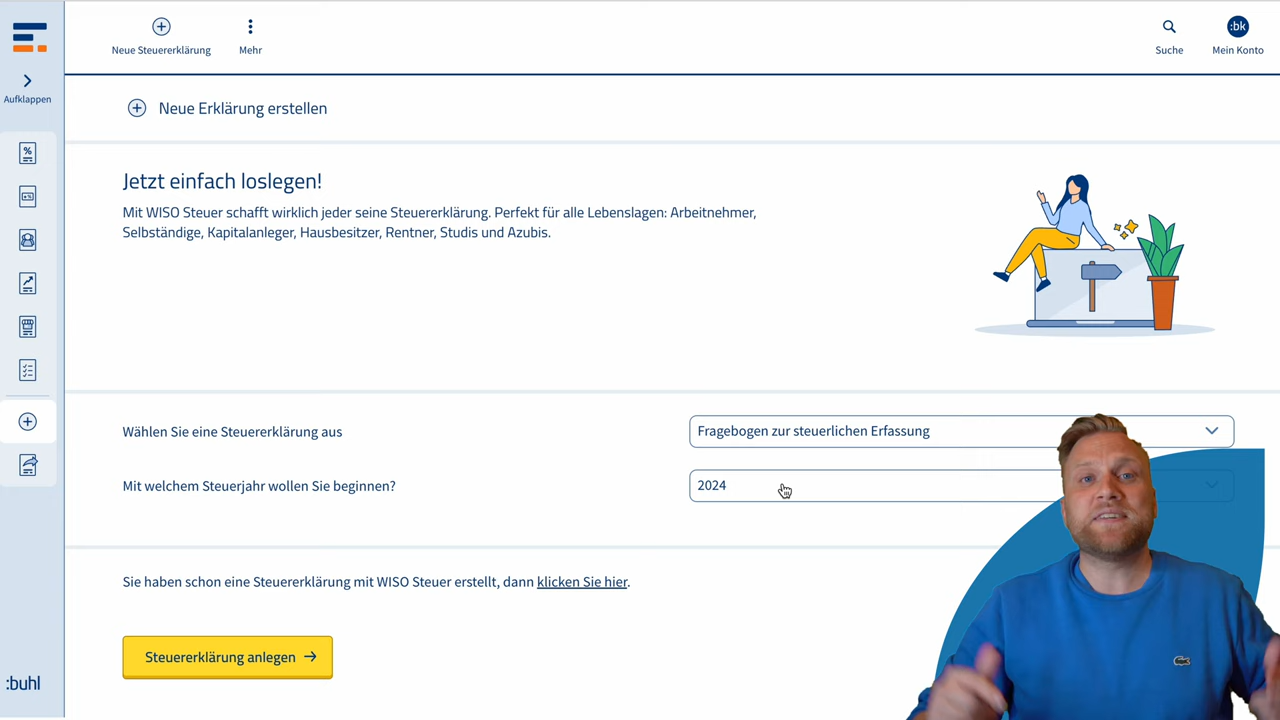 Neue Steuererklärung
Mehr
Suche
:bk
Mein Konto
Aufklappen
Neue Erklärung erstellen
Jetzt einfach loslegen!
Mit WISO Steuer schafft wirklich jeder seine Steuererklärung. Perfekt für alle Lebenslagen: Arbeitnehmer,
Selbständige, Kapitalanleger, Hausbesitzer, Rentner, Studis und Azubis.
Wählen Sie eine Steuererklärung aus
Fragebogen zur steuerlichen Erfassung
Mit welchem Steuerjahr wollen Sie beginnen?
2024
Sie haben schon eine Steuererklärung mit WISO Steuer erstellt, dann klicken Sie hier.
Steuererklärung anlegen
:buhl